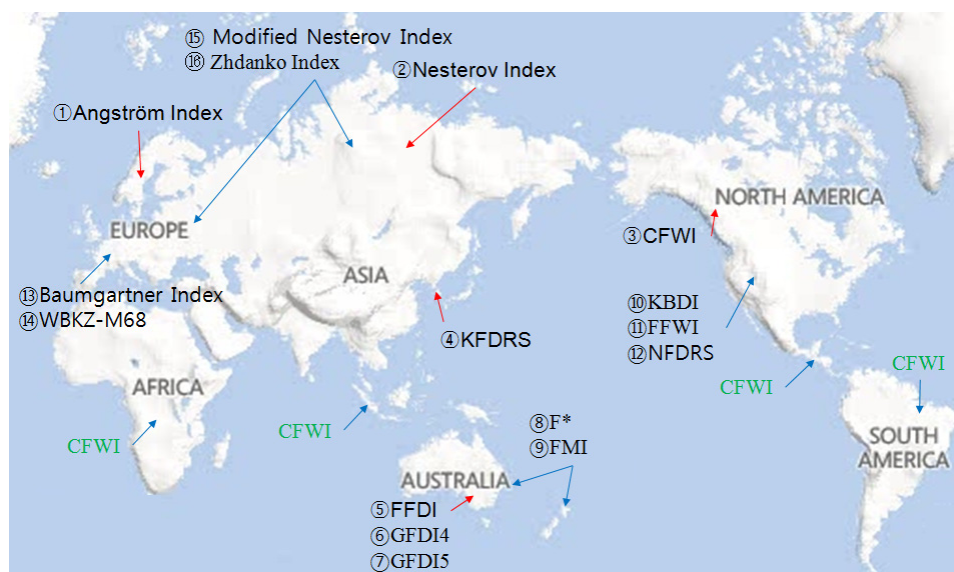 ⑮ Modified Nesterov Index
⑯ Zhdanko Index
②Nesterov Index
①Angström Index
NORTH AMERICA
EUROPE
③CFWI
ASIA
⑬Baumgartner Index
⑭WBKZ-M68
⑩KBDI
⑪FFWI
⑫NFDRS
④KFDRS
AFRICA
CFWI
CFWI
CFWI
CFWI
⑧F*
⑨FMI
SOUTH
AMERICA
AUSTRALIA
⑤FFDI
⑥GFDI4
⑦GFDI5